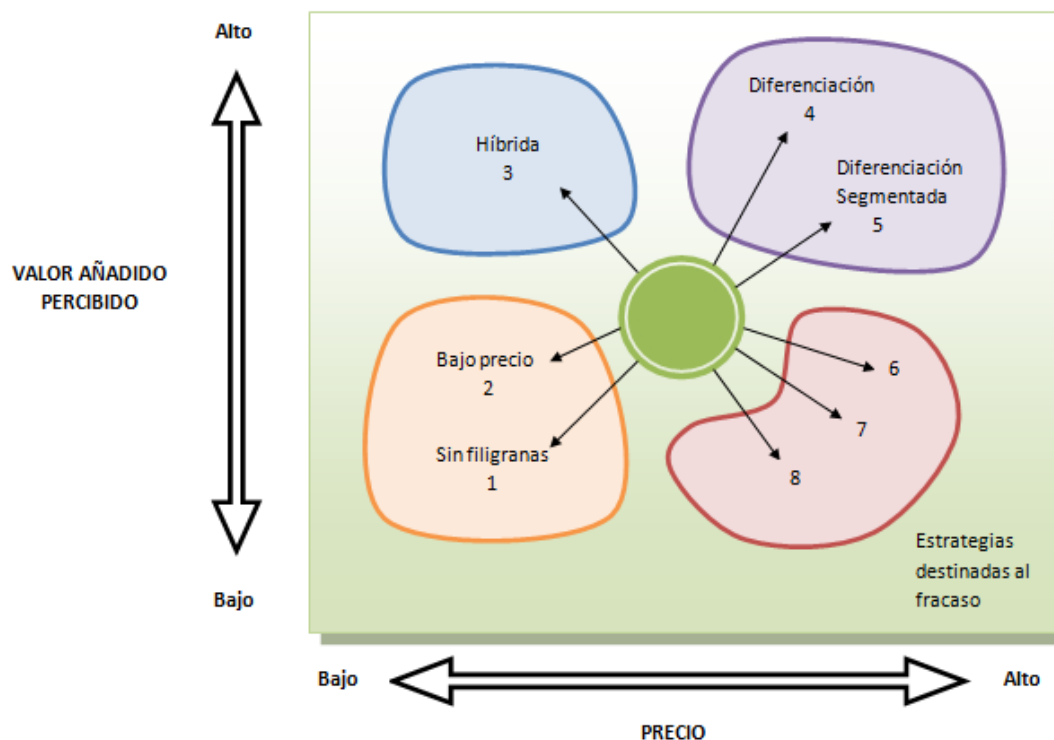 Alto
VALOR AÑADIDO
PERCIBIDO
Bajo
Híbrida
3
Diferenciación
4
Diferenciación
Segmentada
5
Bajo precio
2
Sin filigranas
1
6
7
8
Estrategias
destinadas al
fracaso
Bajo
Alto
PRECIO